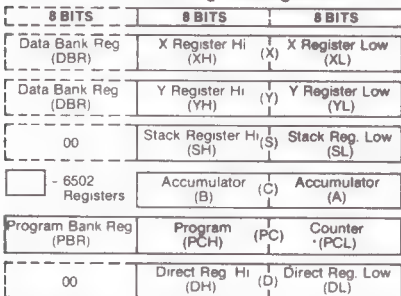 8 BITS 8 BITS 8 BITS
Data Bank Reg (DBR) X Register Hi (XH) (X) X Register Low (XL)
Data Bank Reg (DBR) Y Register Hi (YH) (Y) Y Register Low (YL)
00 Stack Register Hi (SH) (S) Stack Reg. Low (SL)
- 6502 Registers Accumulator (B) (C) Accumulator (A)
Program Bank Reg (PBR) Program (PCH) (PC) Counter (PCL)
00 Direct Reg Hi (DH) (D) Direct Reg. Low (DL)